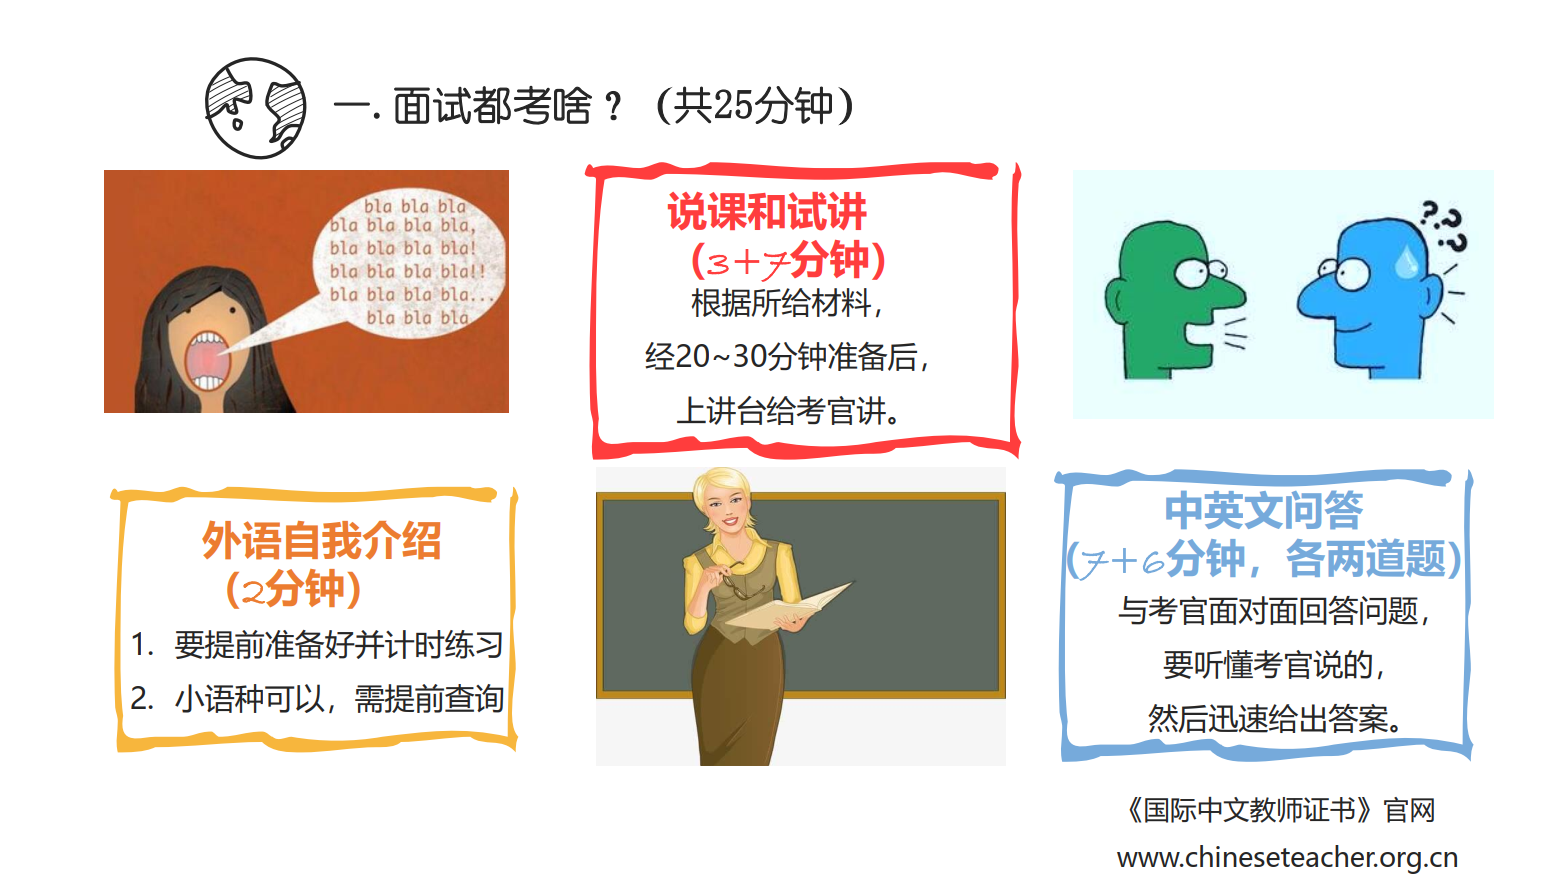 一. 面试都考啥？（共25分钟）
bla bla bla
bla bla bla bla,
bla bla bla bla!
bla bla bla bla!!
bla bla bla bla...
bla bla bla
说课和试讲
（3+7分钟）
根据所给材料，
经20~30分钟准备后，
上讲台给考官讲。
???
外语自我介绍
（2分钟）
1. 要提前准备好并计时练习
2. 小语种可以，需提前查询
中英文问答
（7+6分钟，各两道题）
与考官面对面回答问题，
要听懂考官说的，
然后迅速给出答案。
《国际中文教师证书》官网
www.chineseteacher.org.cn